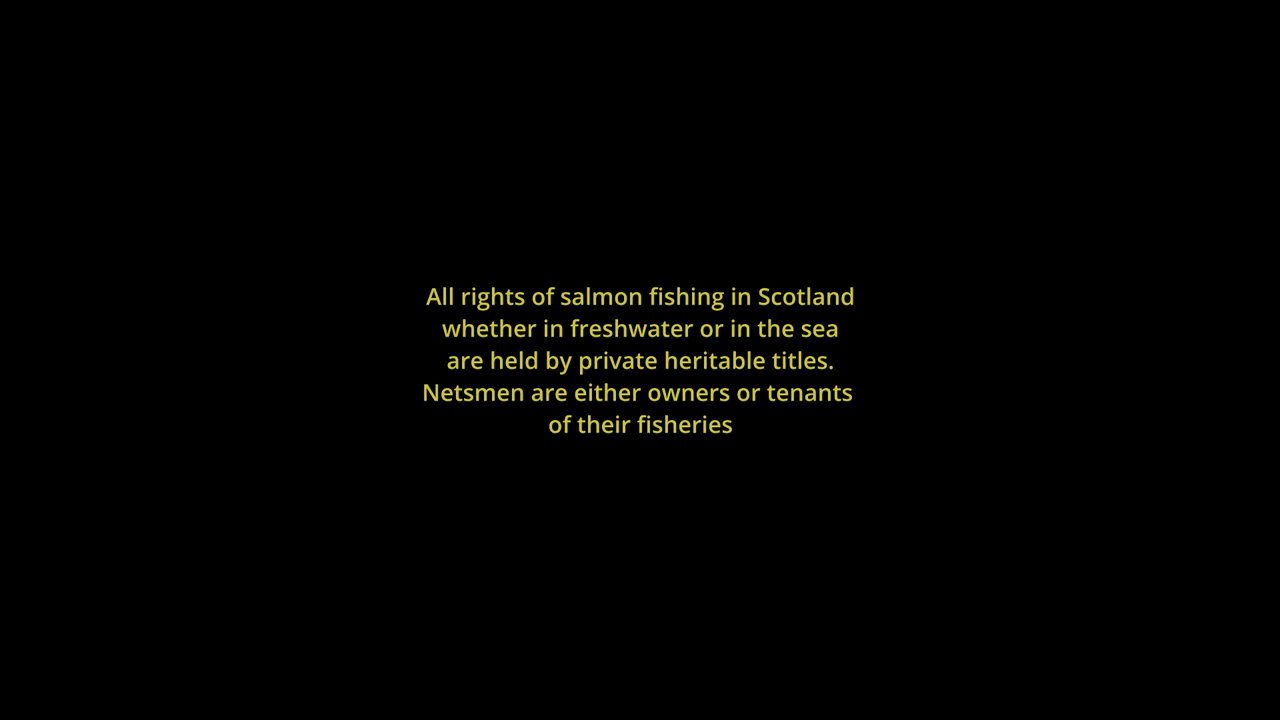 All rights of salmon fishing in Scotland
whether in freshwater or in the sea
are held by private heritable titles.
Netsmen are either owners or tenants
of their fisheries